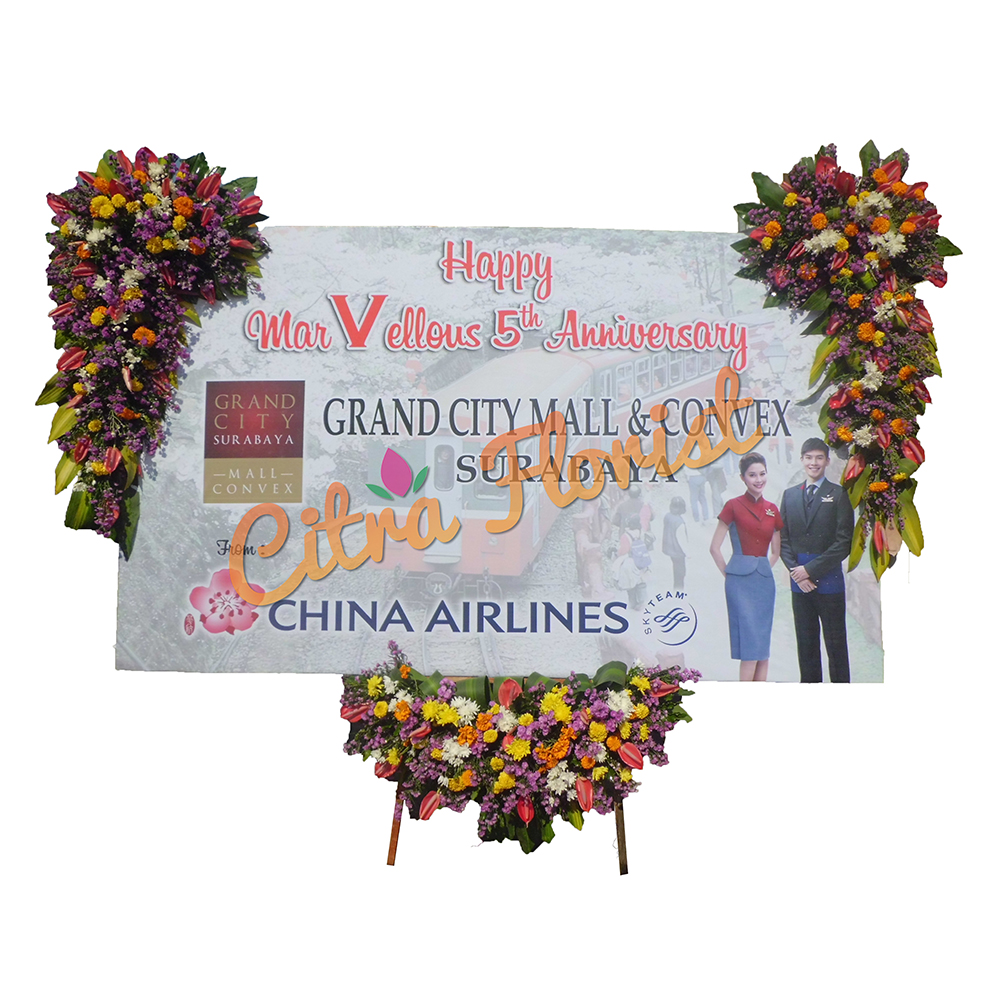 Happy
MarVellous 5th Anniversary
GRAND
CITY
SURABAYA
MALL
CONVEX
GRAND CITY MALL & CONVEX
SURABAYA
Citra Florist
From :
CHINA AIRLINES
SKYTEAM